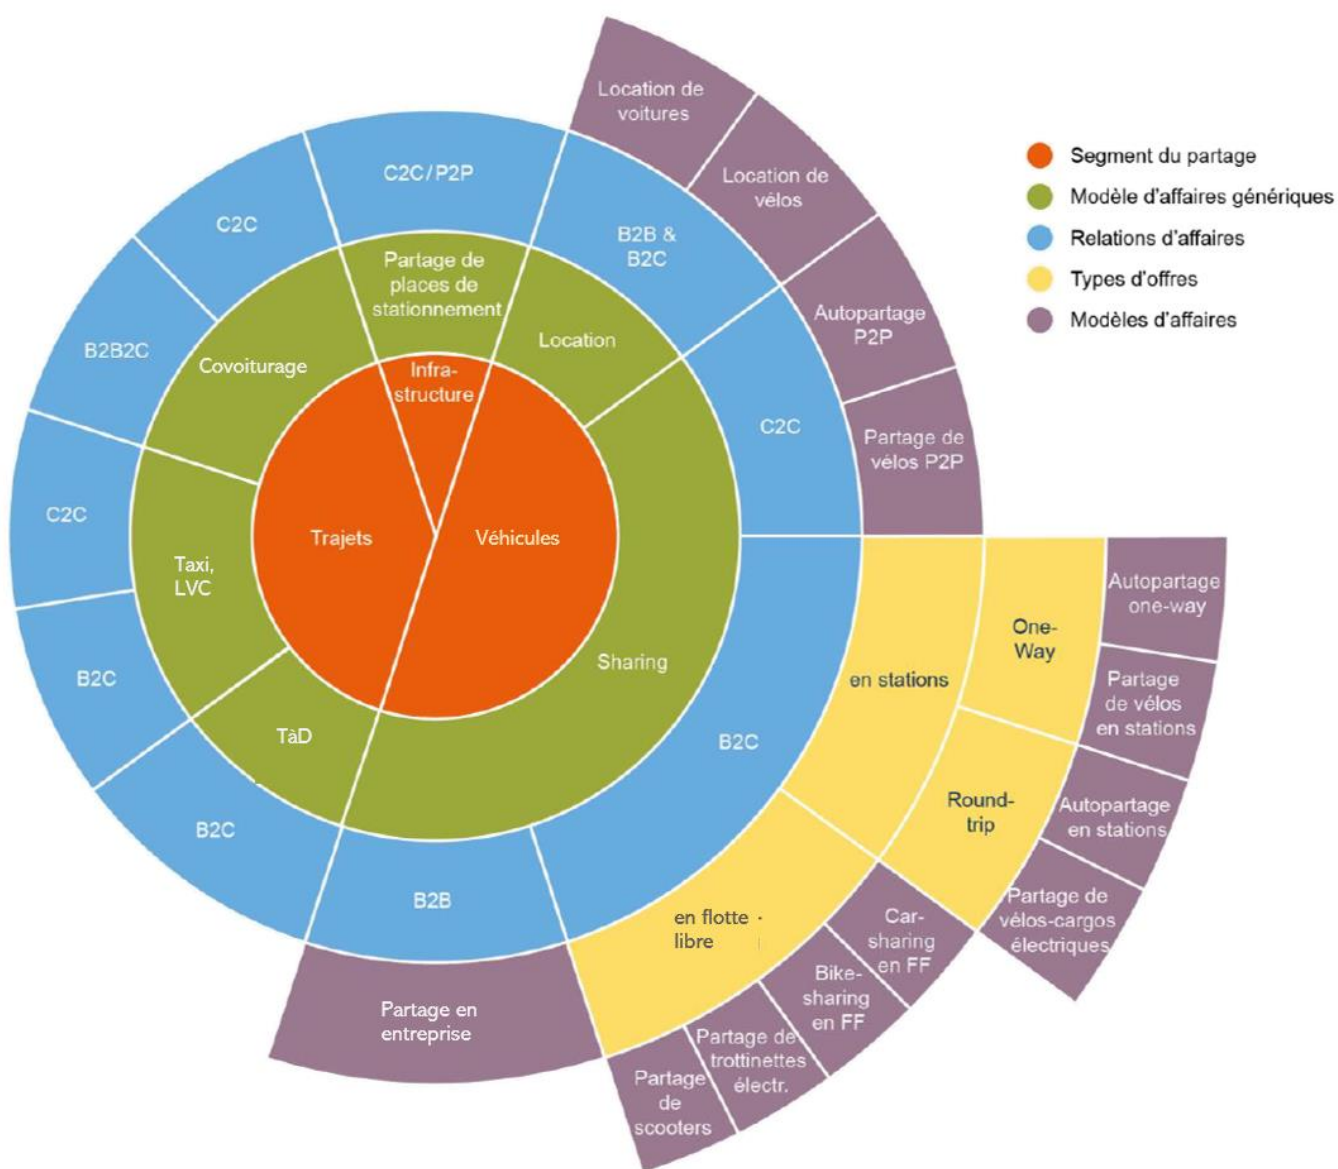 Location de
voitures
Location de
vélos
Autopartage
P2P
Partage de
vélos P2P
Segment du partage
Modèle d'affaires génériques
Relations d'affaires
Types d'offres
Modèles d'affaires
C2C/P2P
C2C
B2B2C
C2C
B2C
B2C
B2B
B2C
C2C
B2B &
B2C
Partage de
places de
stationnement
Location
Covoiturage
Taxi,
LVC
TàD
Sharing
Infra-
structure
Trajets
Véhicules
en stations
One-
Way
Round-
trip
en flotte
libre
Autopartage
one-way
Partage
de vélos
en stations
Autopartage
en stations
Partage de
vélos-cargos
électriques
Car-
sharing
en FF
Bike-
sharing
en FF
Partage de
trottinettes
électr.
Partage
de
scooters
Partage en
entreprise